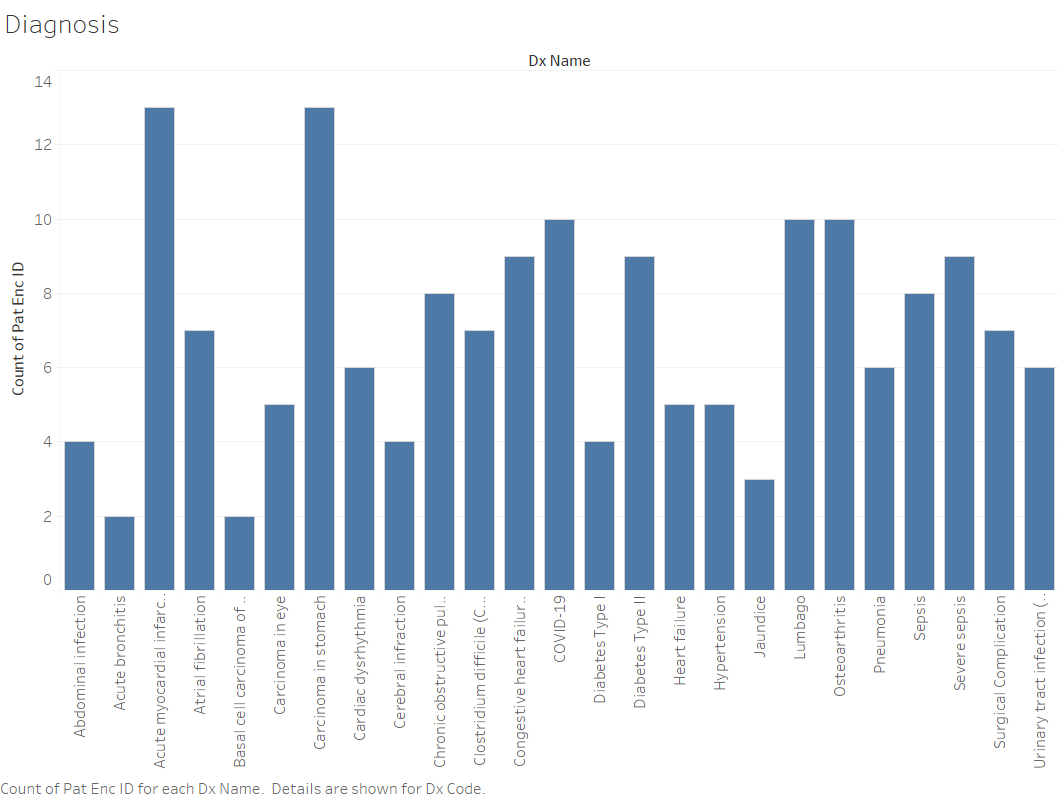 Diagnosis
Dx Name
14
12
10
8
6
4
2
0
Count of Pat Enc ID
Abdominal infection
Acute bronchitis
Acute myocardial infarc..
Atrial fibrillation
Basal cell carcinoma of ..
Carcinoma in eye
Carcinoma in stomach
Cardiac dysrhythmia
Cerebral infraction
Chronic obstructive pul..
Clostridium difficile (C...
Congestive heart failur..
COVID-19
Diabetes Type I
Diabetes Type II
Heart failure
Hypertension
Jaundice
Lumbago
Osteoarthritis
Pneumonia
Sepsis
Severe sepsis
Surgical Complication
Urinary tract infection (..
Count of Pat Enc ID for each Dx Name.  Details are shown for Dx Code.